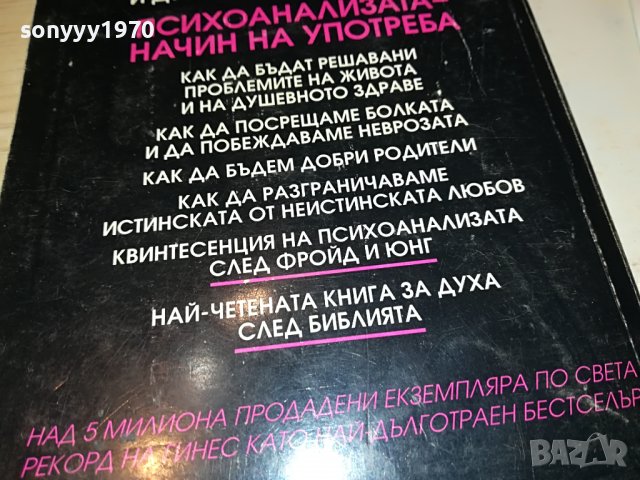 sonyyy1970
ПСИХОАНАЛИЗАТА-
НАЧИН НА УПОТРЕБА
КАК ДА БЪДАТ РЕШАВАНИ
ПРОБЛЕМИТЕ НА ЖИВОТА
И НА ДУШЕВНОТО ЗДРАВЕ
КАК ДА ПОСРЕЩАМЕ БОЛКАТА
И ДА ПОБЕЖДАВАМЕ НЕВРОЗАТА
КАК ДА БЪДЕМ ДОБРИ РОДИТЕЛИ
КАК ДА РАЗГРАНИЧАВАМЕ
ИСТИНСКАТА ОТ НЕИСТИНСКАТА ЛЮБОВ
КВИНТЕСЕНЦИЯ НА ПСИХОАНАЛИЗАТА
СЛЕД ФРОЙД И ЮНГ
НАЙ-ЧЕТЕНАТА КНИГА ЗА ДУХА
СЛЕД БИБЛИЯТА
НАД 5 МИЛИОНА ПРОДАДЕНИ ЕКЗЕМПЛЯРА ПО СВЕТА
РЕКОРД НА ГИНЕС КАТО НАЙ ДЪЛГОТРАЕН БЕСТСЕЛЪР
BAZAR
bg